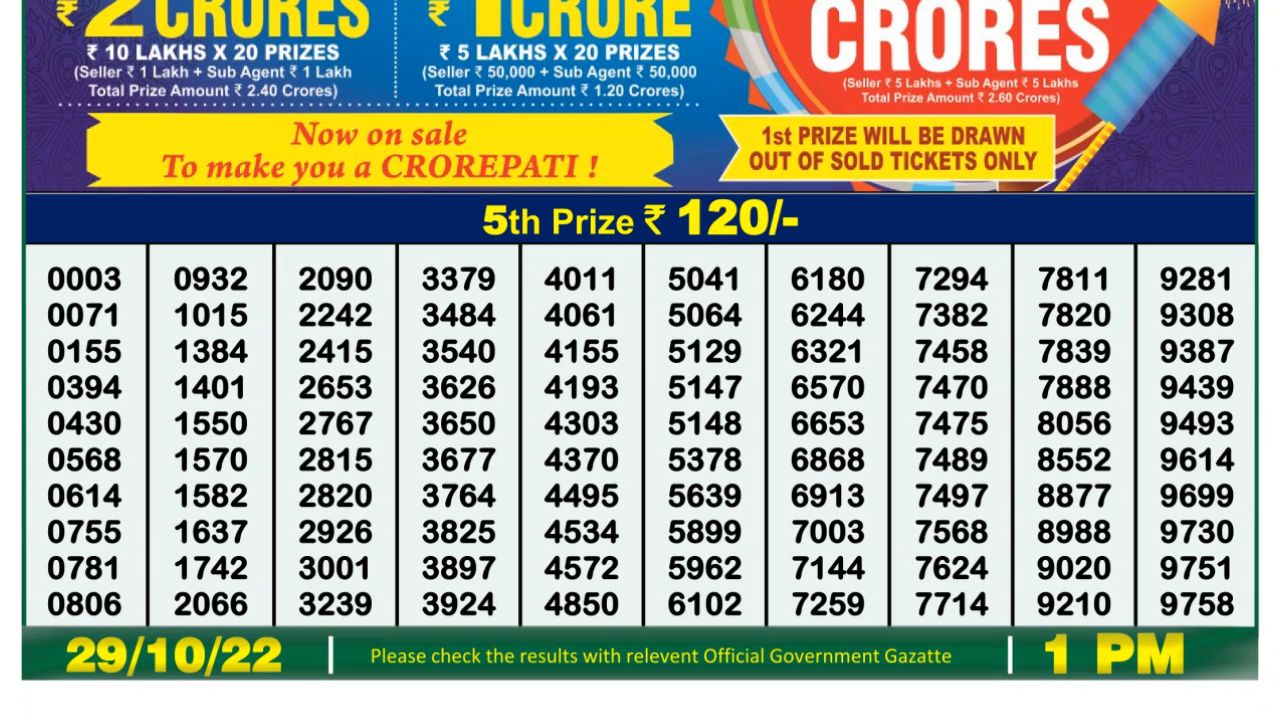 ₹ 2 CRORES
₹ 10 LAKHS X 20 PRIZES
(Seller ₹ 1 Lakh + Sub Agent ₹ 1 Lakh
Total Prize Amount ₹ 2.40 Crores)
₹ 1 CRORE
₹ 5 LAKHS X 20 PRIZES
(Seller ₹ 50,000 + Sub Agent ₹ 50,000
Total Prize Amount ₹ 1.20 Crores)
CRORES
(Seller ₹ 5 Lakhs + Sub Agent ₹ 5 Lakhs
Total Prize Amount ₹ 2.60 Crores)
Now on sale
To make you a CROREPATI !
1st PRIZE WILL BE DRAWN
OUT OF SOLD TICKETS ONLY
5th Prize ₹ 120/-
0003 0932 2090 3379 4011 5041 6180 7294 7811 9281
0071 1015 2242 3484 4061 5064 6244 7382 7820 9308
0155 1384 2415 3540 4155 5129 6321 7458 7839 9387
0394 1401 2653 3626 4193 5147 6570 7470 7888 9439
0430 1550 2767 3650 4303 5148 6653 7475 8056 9493
0568 1570 2815 3677 4370 5378 6868 7489 8552 9614
0614 1582 2820 3764 4495 5639 6913 7497 8877 9699
0755 1637 2926 3825 4534 5899 7003 7568 8988 9730
0781 1742 3001 3897 4572 5962 7144 7624 9020 9751
0806 2066 3239 3924 4850 6102 7259 7714 9210 9758
29/10/22 Please check the results with relevent Official Government Gazatte 1 PM